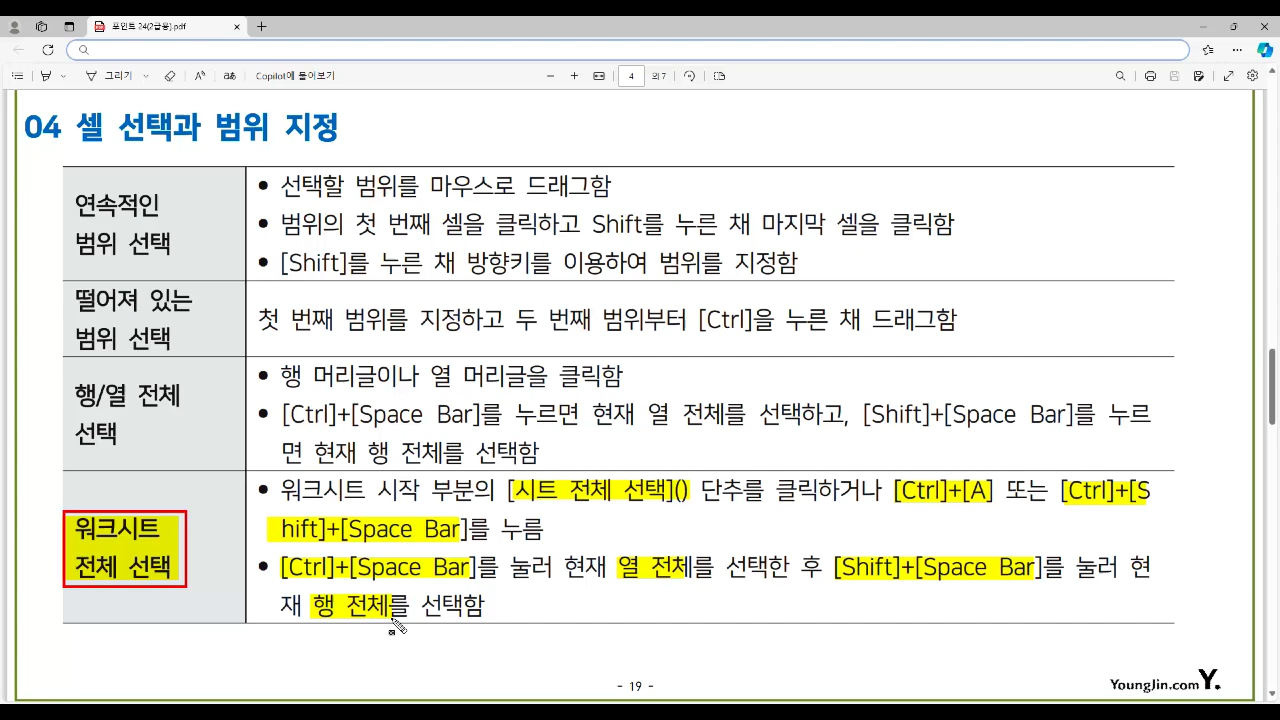 포인트 24(2급용).pdf
그리기
가あ
Copilot에 물어보기
4
의 7
04 셀 선택과 범위 지정
연속적인
범위 선택
• 선택할 범위를 마우스로 드래그함
• 범위의 첫 번째 셀을 클릭하고 Shift를 누른 채 마지막 셀을 클릭함
• [Shift]를 누른 채 방향키를 이용하여 범위를 지정함
떨어져 있는
범위 선택
첫 번째 범위를 지정하고 두 번째 범위부터 [Ctrl]을 누른 채 드래그함
행/열 전체
선택
• 행 머리글이나 열 머리글을 클릭함
• [Ctrl]+[Space Bar]를 누르면 현재 열 전체를 선택하고, [Shift]+[Space Bar]를 누르
면 현재 행 전체를 선택함
워크시트
전체 선택
• 워크시트 시작 부분의 [시트 전체 선택]() 단추를 클릭하거나 [Ctrl]+[A] 또는 [Ctrl]+[S
hift]+[Space Bar]를 누름
• [Ctrl]+[Space Bar]를 눌러 현재 열 전체를 선택한 후 [Shift]+[Space Bar]를 눌러 현
재 행 전체를 선택함
- 19 -
YoungJin.com Y.